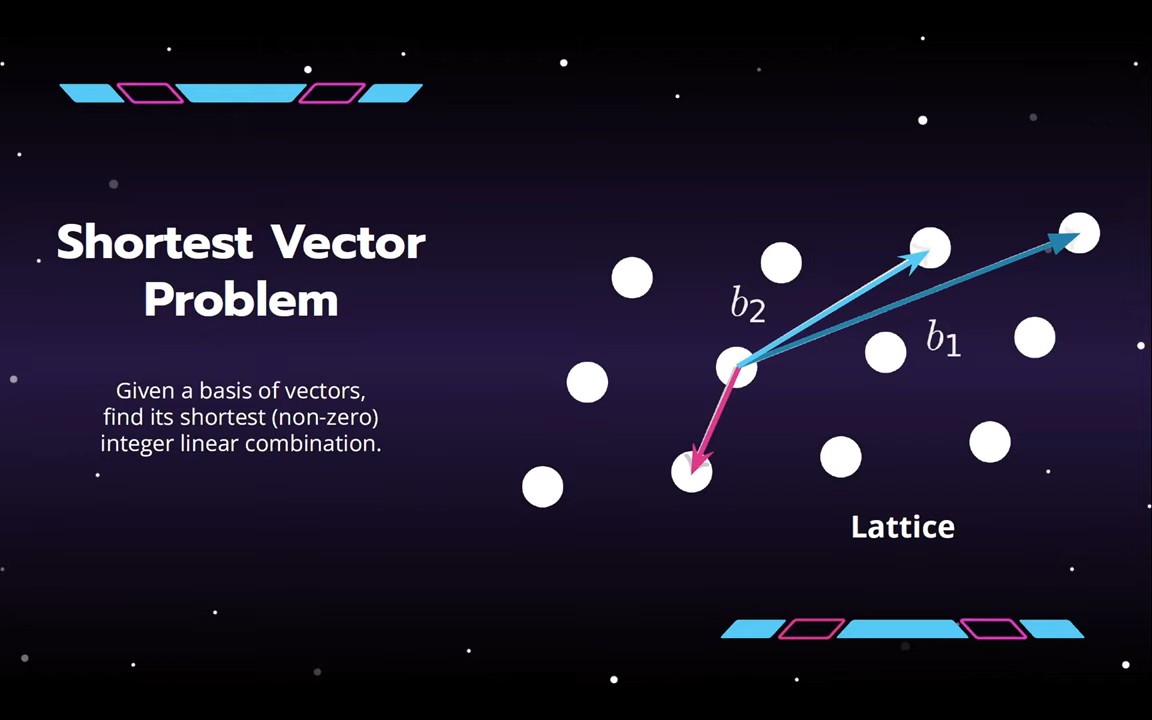 Shortest Vector
Problem
Given a basis of vectors,
find its shortest (non-zero)
integer linear combination.
b₂
b₁
Lattice